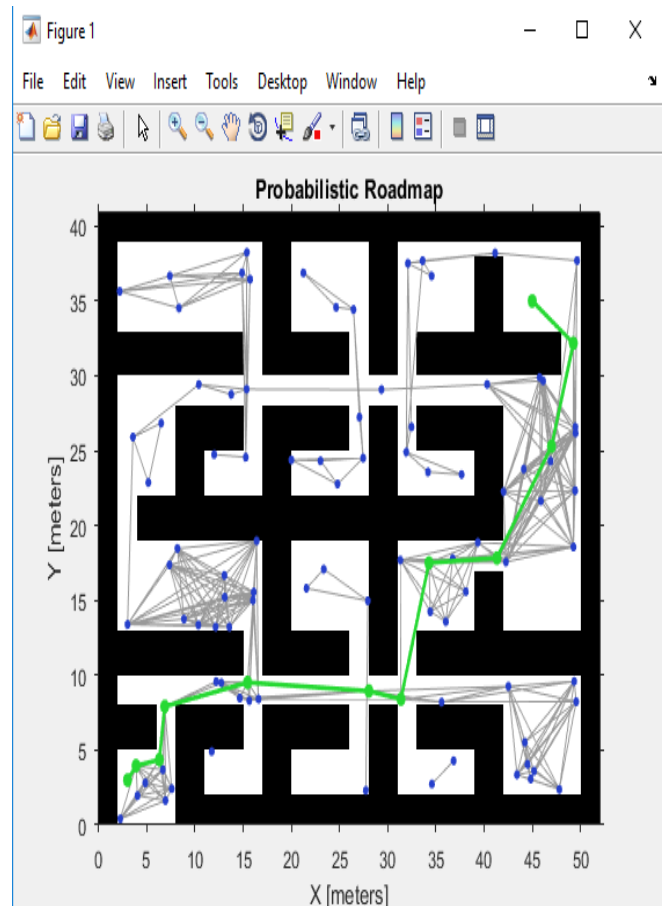 Figure 1
File Edit View Insert Tools Desktop Window Help
Probabilistic Roadmap
40
35
30
25
20
15
10
5
0
Y [meters]
0 5 10 15 20 25 30 35 40 45 50
X [meters]